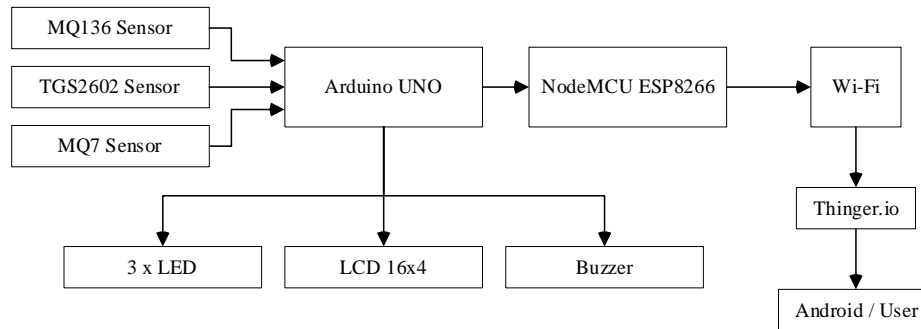 MQ136 Sensor
TGS2602 Sensor
MQ7 Sensor
Arduino UNO
NodeMCU ESP8266
Wi-Fi
Thinger.io
3 x LED
LCD 16x4
Buzzer
Android / User